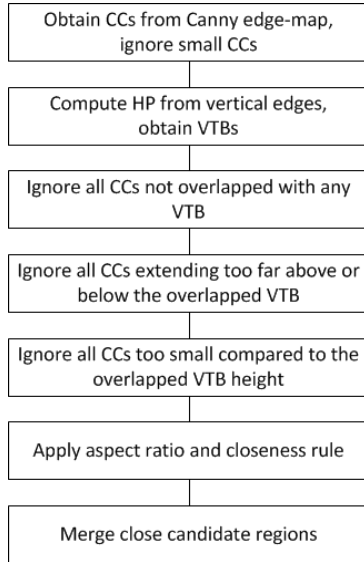 Obtain CCs from Canny edge-map,
ignore small CCs
Compute HP from vertical edges,
obtain VTBs
Ignore all CCs not overlapped with any
VTB
Ignore all CCs extending too far above or
below the overlapped VTB
Ignore all CCs too small compared to the
overlapped VTB height
Apply aspect ratio and closeness rule
Merge close candidate regions